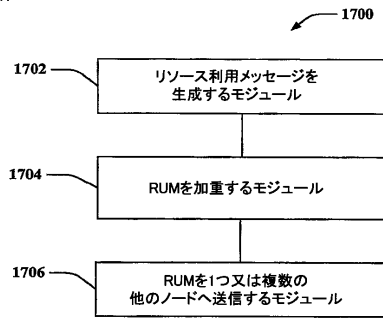 1700
1702
リソース利用メッセージを
生成するモジュール
1704
RUMを加重するモジュール
1706
RUMを1つ又は複数の
他のノードへ送信するモジュール